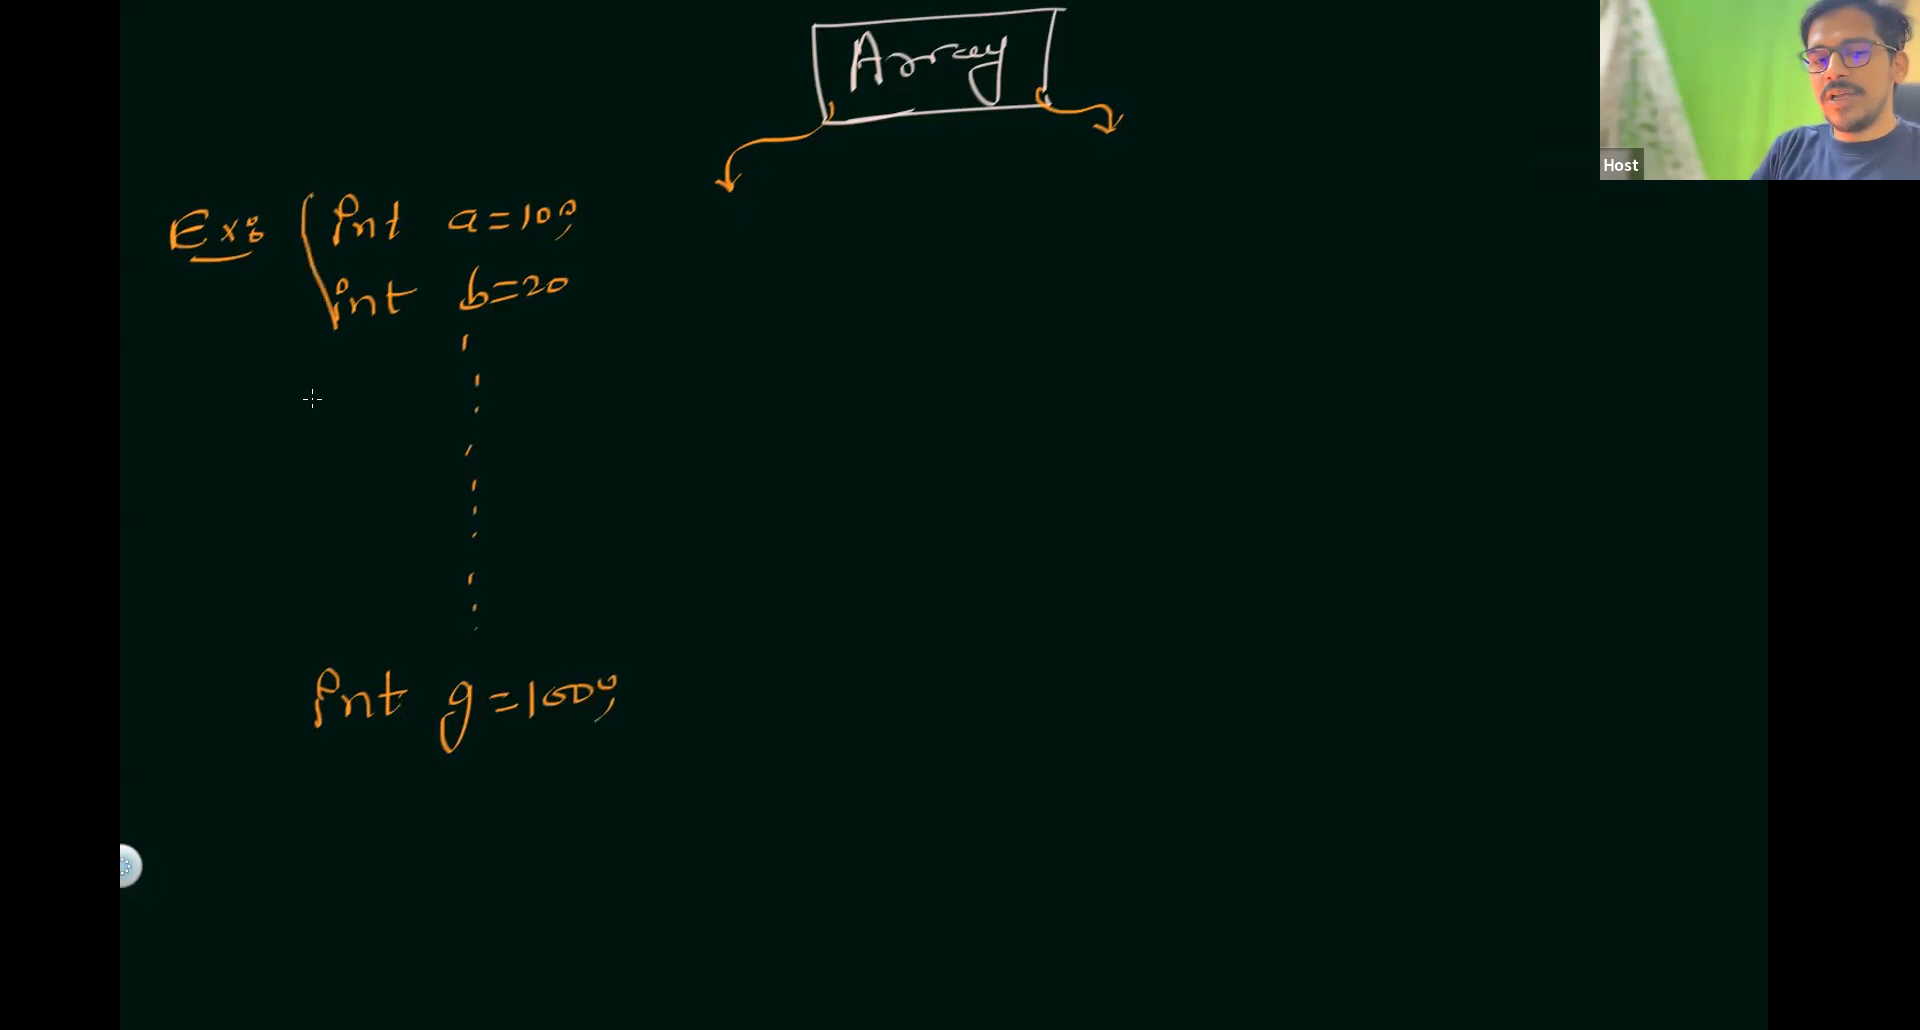 Array
Host
Ex: int a=10;
int b=20
int g=100;